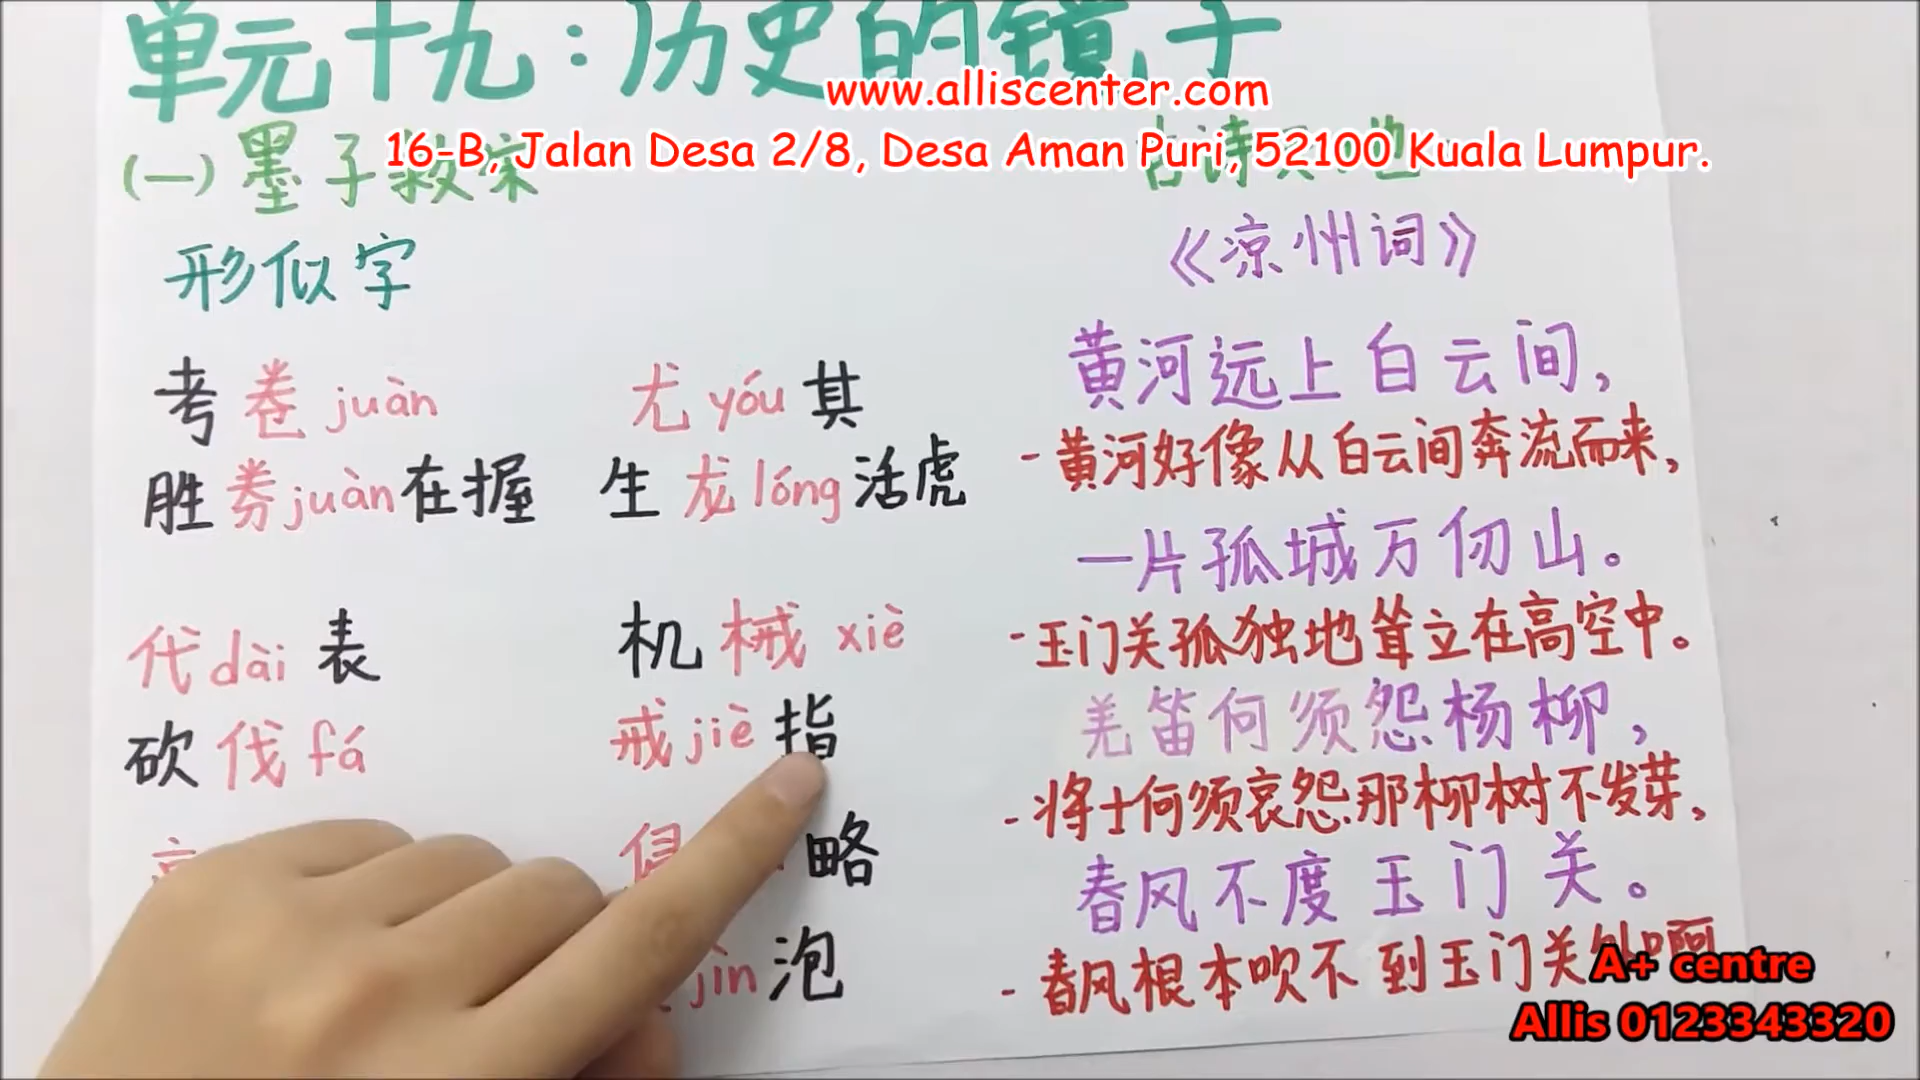 单元十九：历史的镜子
www.alliscenter.com
16-B, Jalan Desa 2/8, Desa Aman Puri, 52100 Kuala Lumpur.
(一) 墨子救宋
形似字
考卷 juàn
胜券 juàn 在握
代 dài 表
砍伐 fá
尤 yóu 其
生龙 lóng 活虎
机械 xiè
戒 jiè 指
侵 略
jìn 泡
古诗
《凉州词》
黄河远上白云间，
- 黄河好像从白云间奔流而来，
一片孤城万仞山。
- 玉门关孤独地耸立在高空中。
羌笛何须怨杨柳，
- 将士何须哀怨那柳树不发芽，
春风不度玉门关。
- 春风根本吹不到玉门关外啊
A+ centre
Allis 0123343320